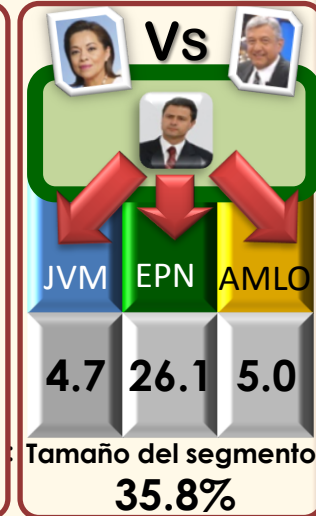 Vs
JVM EPN AMLO
4.7 26.1 5.0
: Tamaño del segmento
35.8%